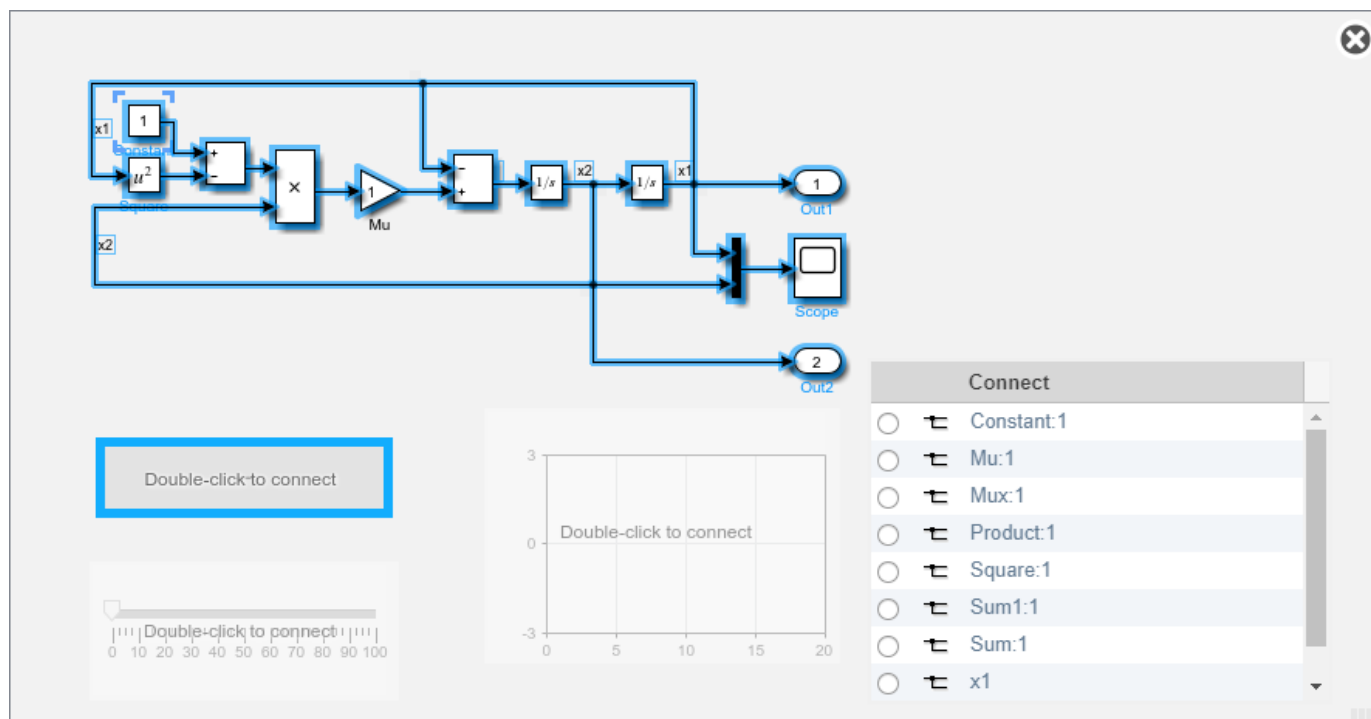 x1
1
Constant
+
−
u²
Square
×
1
Mu
−
+
1/s
x2
1/s
x1
1
Out1
x2
Scope
2
Out2
Connect
Constant:1
Mu:1
Mux:1
Product:1
Square:1
Sum1:1
Sum:1
x1
Double-click to connect
3
0
-3
Double-click to connect
0 5 10 15 20
Double-click to connect
0 10 20 30 40 50 60 70 80 90 100